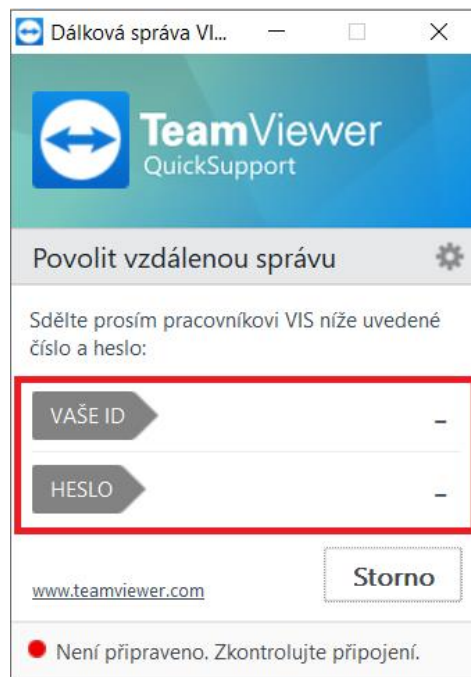 Dálková správa VI...
TeamViewer
QuickSupport
Povolit vzdálenou správu
Sdělte prosím pracovníkovi VIS níže uvedené
číslo a heslo:
VAŠE ID –
HESLO –
Storno
www.teamviewer.com
Není připraveno. Zkontrolujte připojení.